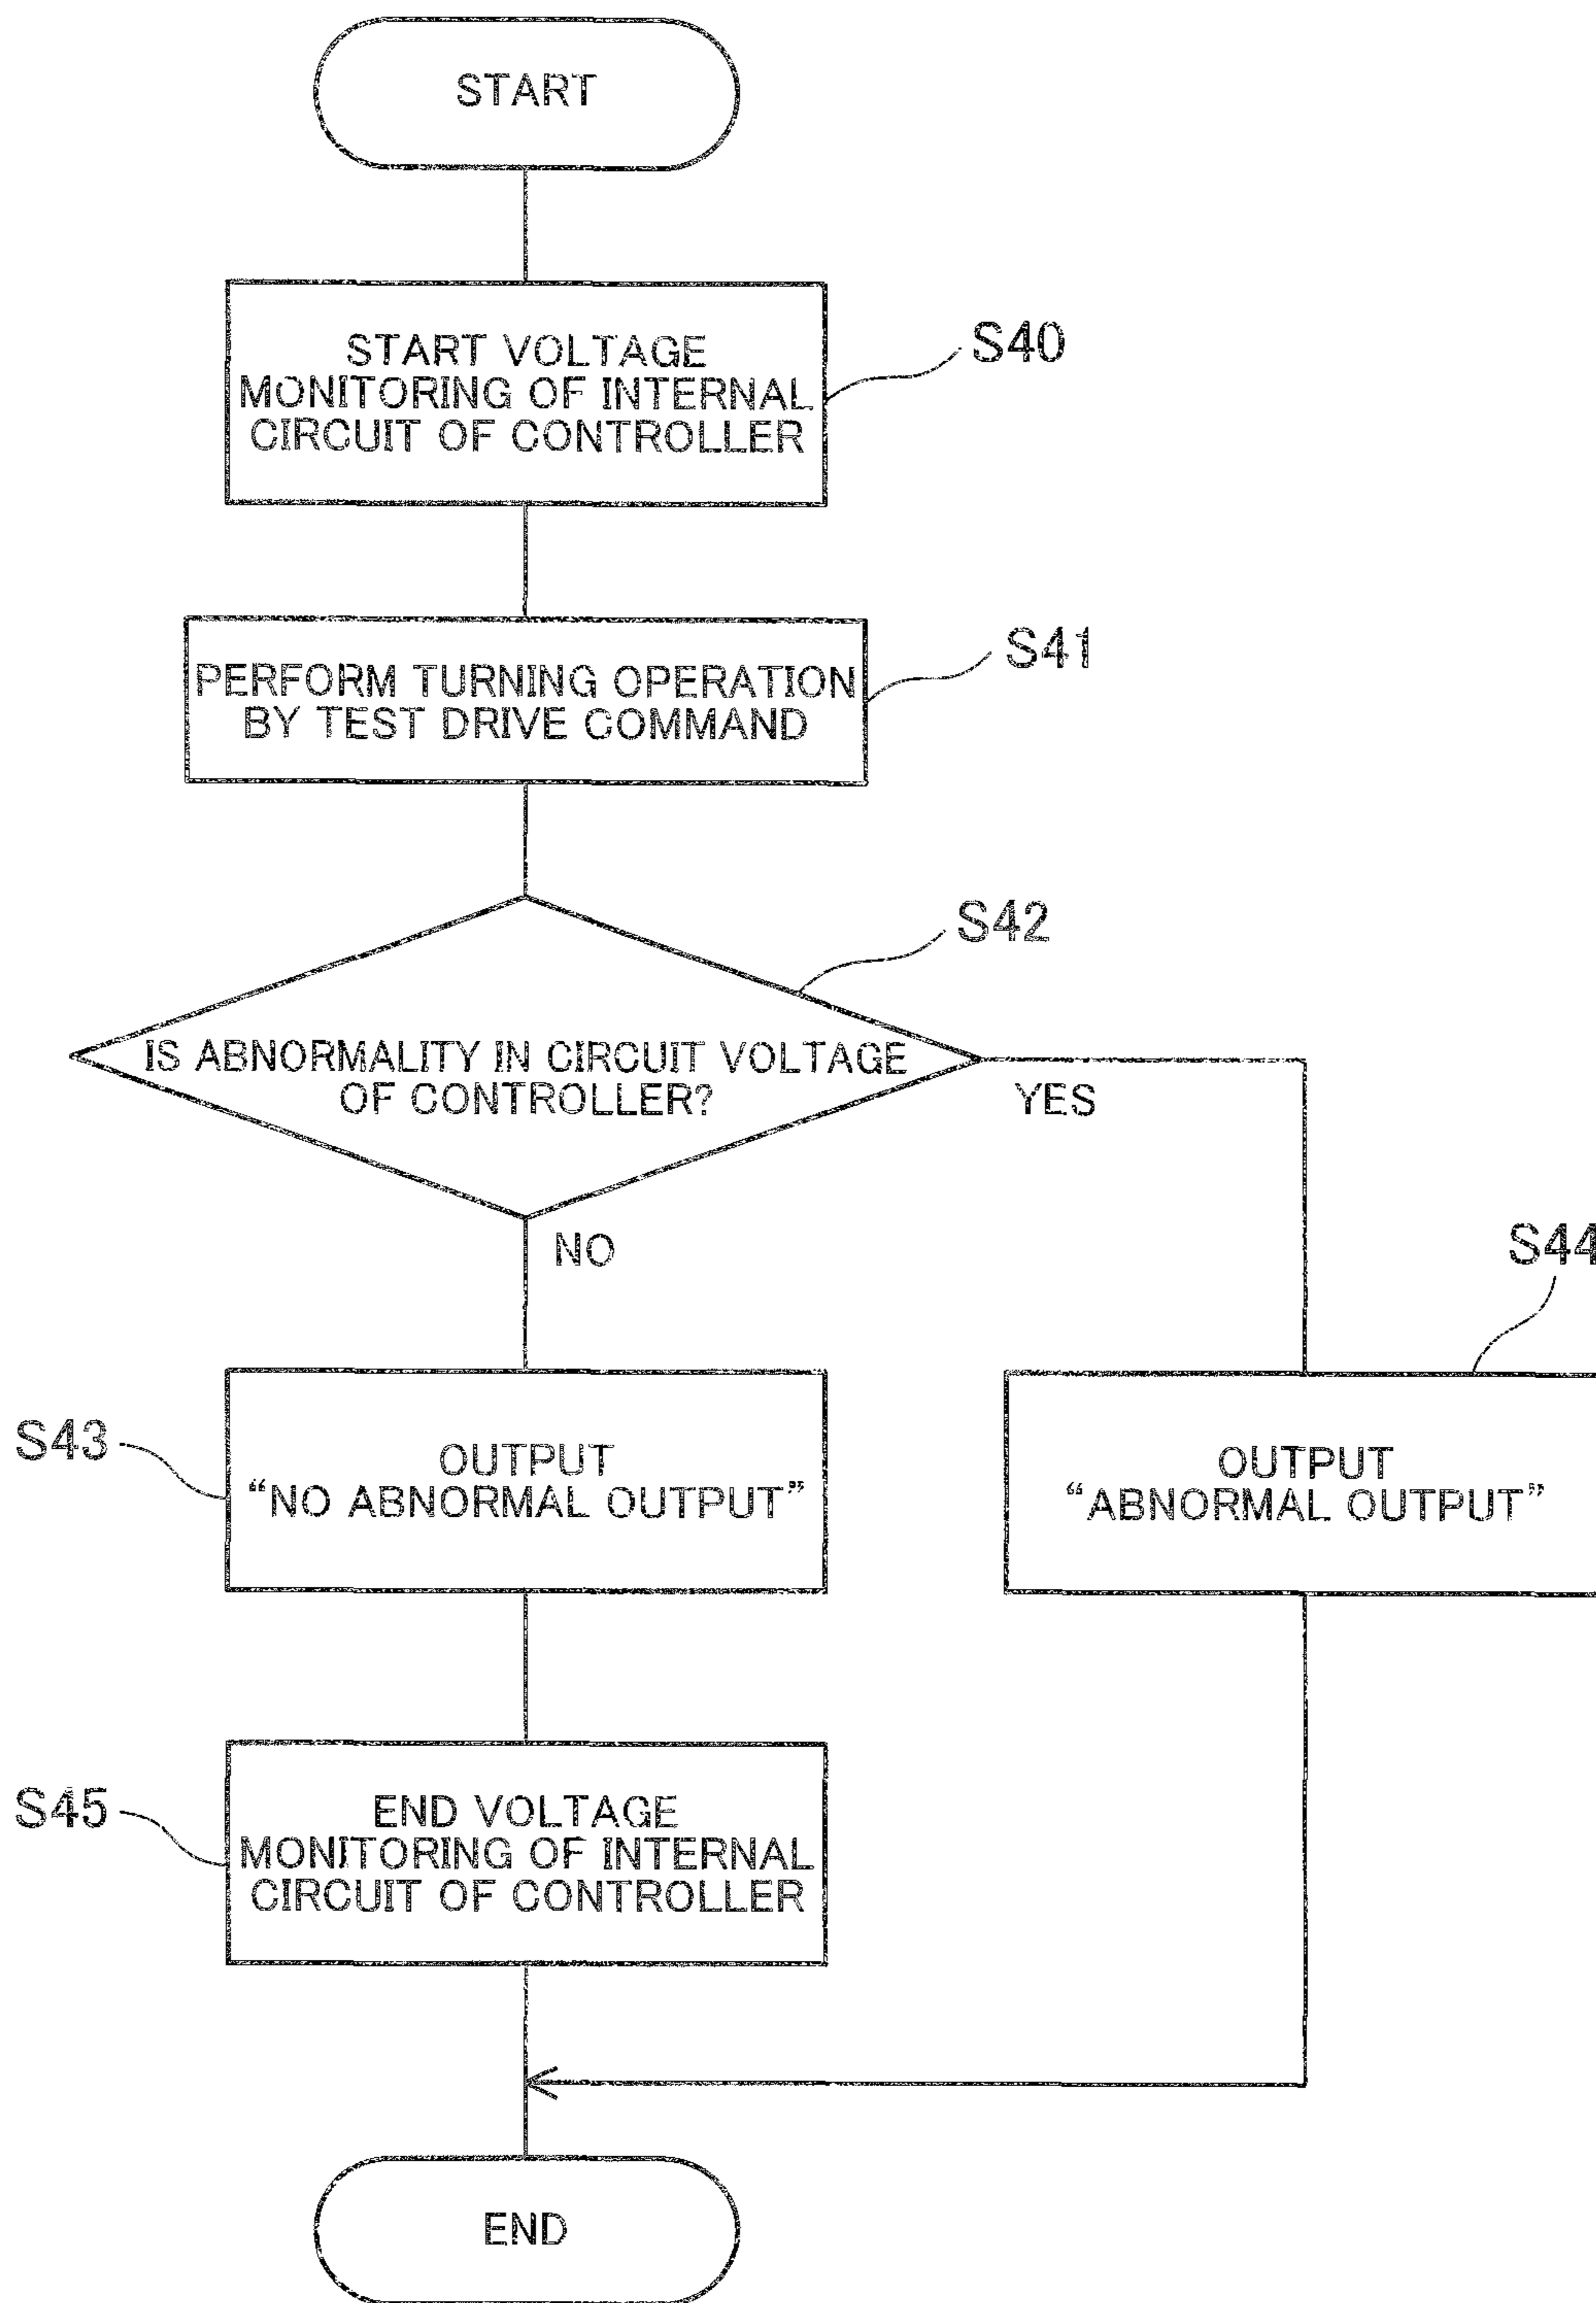 START
START VOLTAGE
MONITORING OF INTERNAL
CIRCUIT OF CONTROLLER
S40
PERFORM TURNING OPERATION
BY TEST DRIVE COMMAND
S41
S42
IS ABNORMALITY IN CIRCUIT VOLTAGE
OF CONTROLLER?
YES
NO
S43
OUTPUT
“NO ABNORMAL OUTPUT”
S44
OUTPUT
“ABNORMAL OUTPUT”
S45
END VOLTAGE
MONITORING OF INTERNAL
CIRCUIT OF CONTROLLER
END